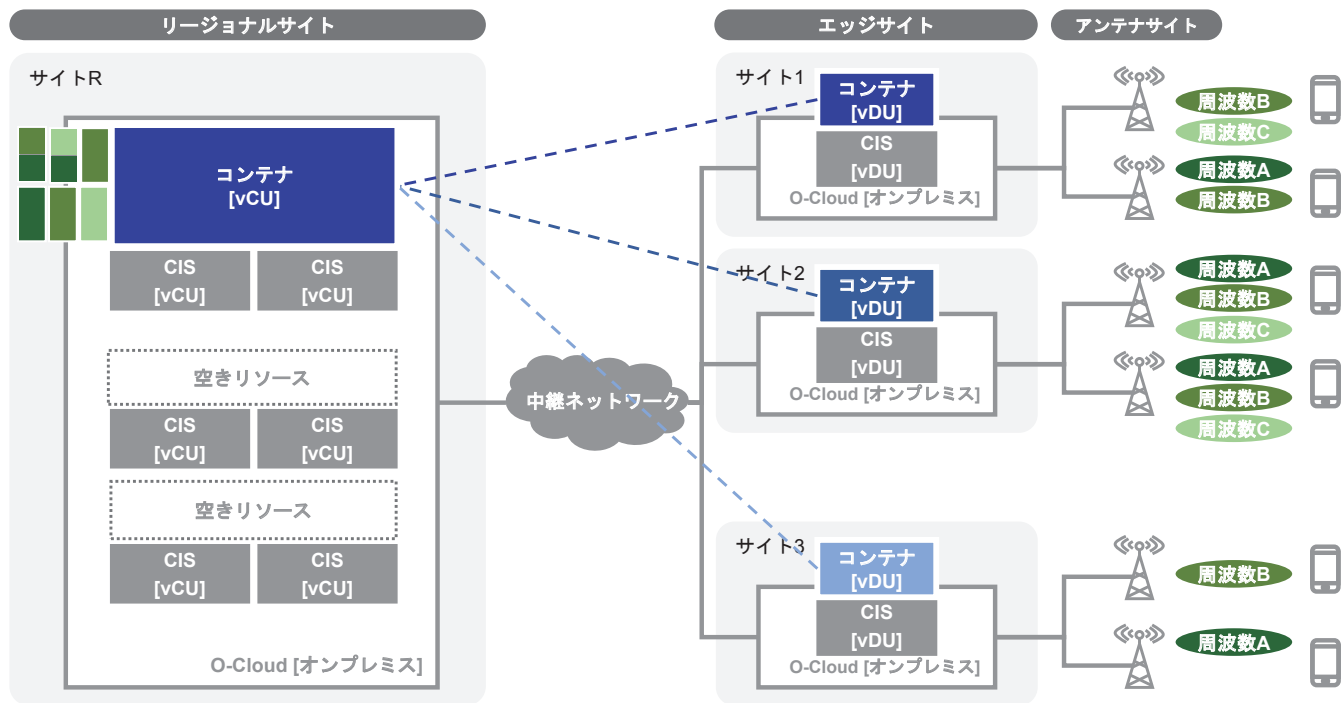 リージョナルサイト
エッジサイト
アンテナサイト
サイトR
コンテナ
[vCU]
CIS
[vCU]
CIS
[vCU]
空きリソース
CIS
[vCU]
CIS
[vCU]
空きリソース
CIS
[vCU]
CIS
[vCU]
O-Cloud [オンプレミス]
中継ネットワーク
サイト1
コンテナ
[vDU]
CIS
[vDU]
O-Cloud [オンプレミス]
周波数B
周波数C
周波数A
周波数B
サイト2
コンテナ
[vDU]
CIS
[vDU]
O-Cloud [オンプレミス]
周波数A
周波数B
周波数C
周波数A
周波数B
周波数C
サイト3
コンテナ
[vDU]
CIS
[vDU]
O-Cloud [オンプレミス]
周波数B
周波数A